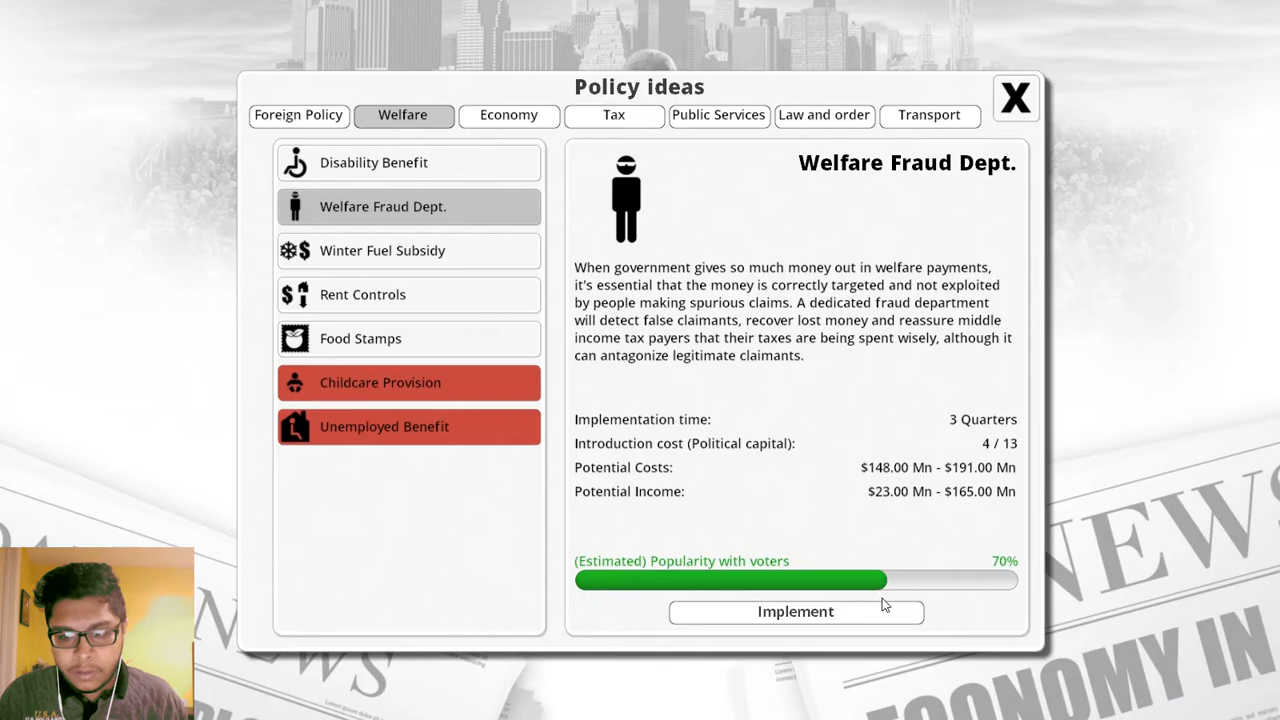 Policy ideas
X
Foreign Policy
Welfare
Economy
Tax
Public Services
Law and order
Transport
Disability Benefit
Welfare Fraud Dept.
Winter Fuel Subsidy
Rent Controls
Food Stamps
Childcare Provision
Unemployed Benefit
Welfare Fraud Dept.
When government gives so much money out in welfare payments,
it's essential that the money is correctly targeted and not exploited
by people making spurious claims. A dedicated fraud department
will detect false claimants, recover lost money and reassure middle
income tax payers that their taxes are being spent wisely, although it
can antagonize legitimate claimants.
Implementation time: 3 Quarters
Introduction cost (Political capital): 4 / 13
Potential Costs: $148.00 Mn - $191.00 Mn
Potential Income: $23.00 Mn - $165.00 Mn
(Estimated) Popularity with voters 70%
Implement
NEWS
ECONOMY IN